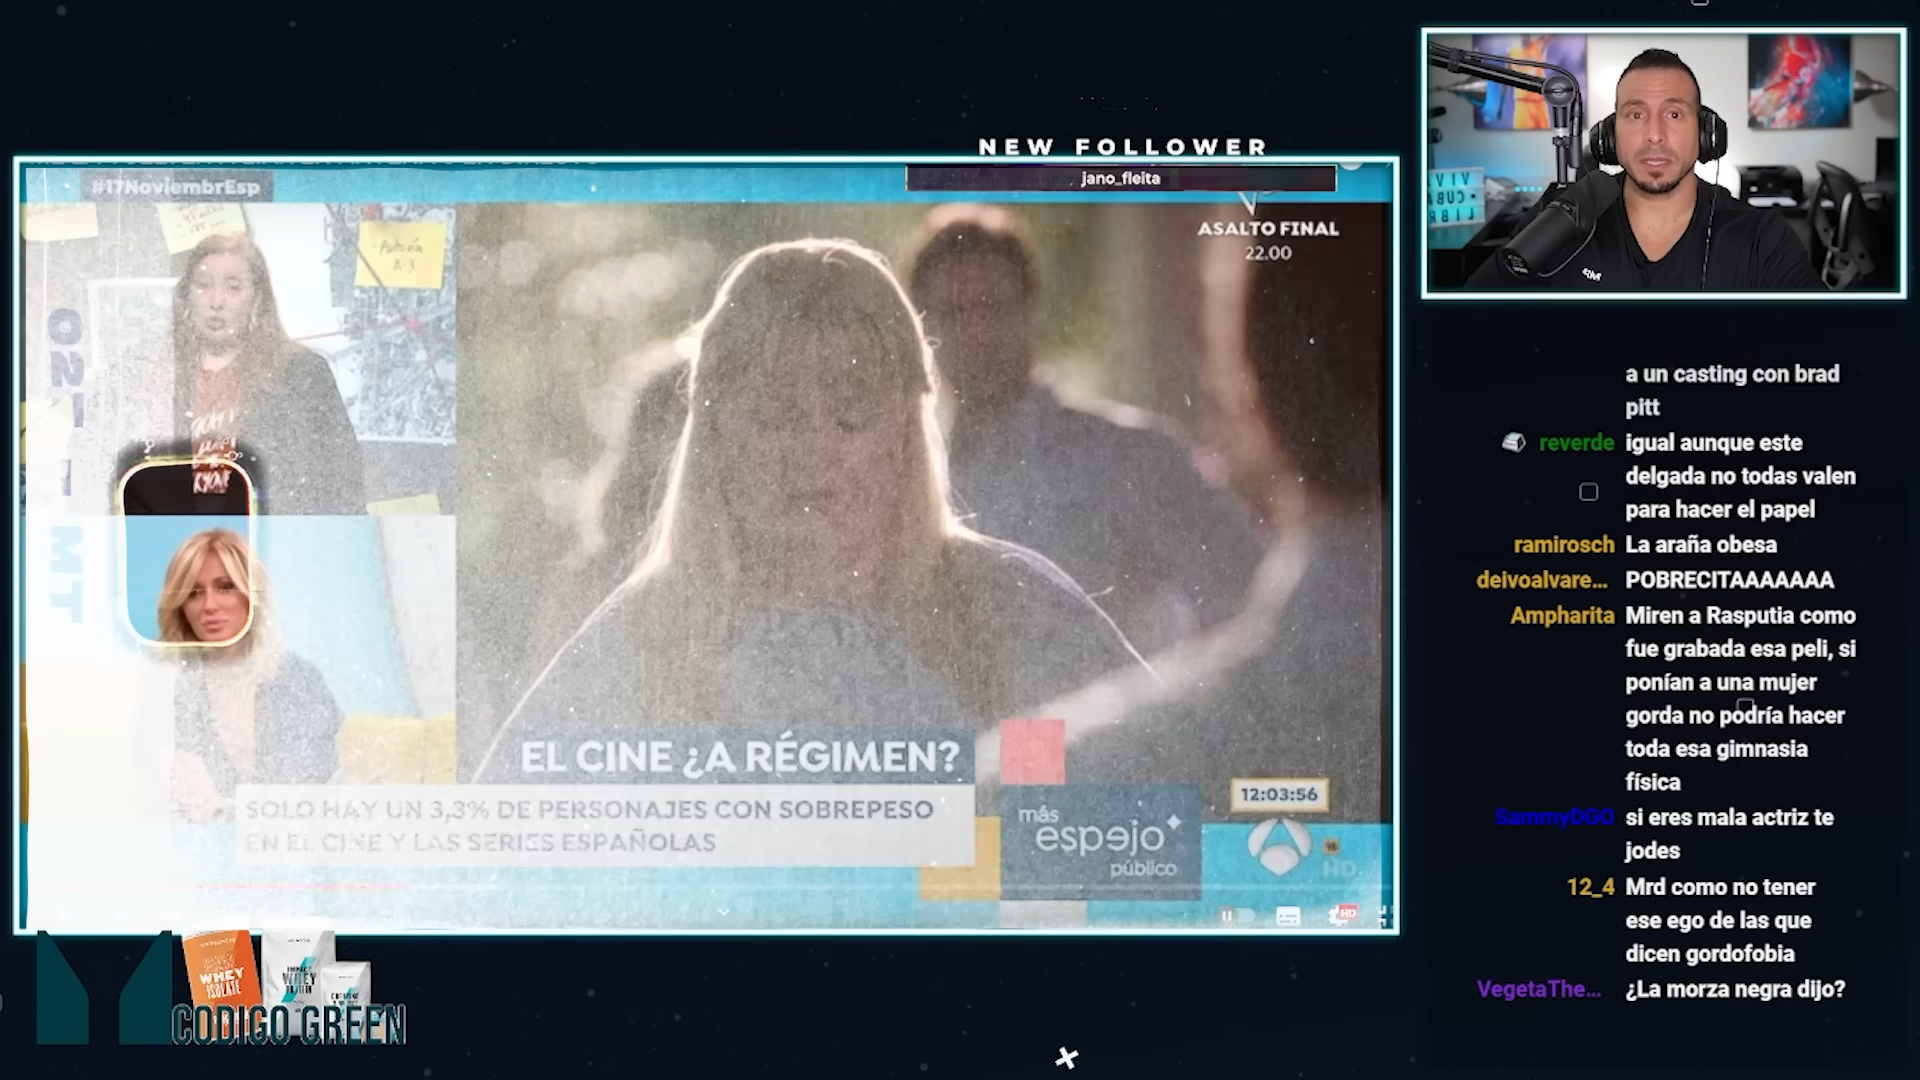 NEW FOLLOWER
jano_fleita
#17NoviembrEsp
ASALTO FINAL
22.00
Autovía
A-3
EL CINE ¿A RÉGIMEN?
SOLO HAY UN 3,3% DE PERSONAJES CON SOBREPESO
EN EL CINE Y LAS SERIES ESPAÑOLAS
más
espejo
público
12:03:56
HD
HD
WHEY
ISOLATE
WHEY
CODIGO GREEN
a un casting con brad
pitt
reverde igual aunque este
delgada no todas valen
para hacer el papel
ramirosch La araña obesa
deivoalvare... POBRECITAAAAAAA
Ampharita Miren a Rasputia como
fue grabada esa peli, si
ponían a una mujer
gorda no podría hacer
toda esa gimnasia
física
SammyDGO si eres mala actriz te
jodes
12_4 Mrd como no tener
ese ego de las que
dicen gordofobia
VegetaThe... ¿La morza negra dijo?